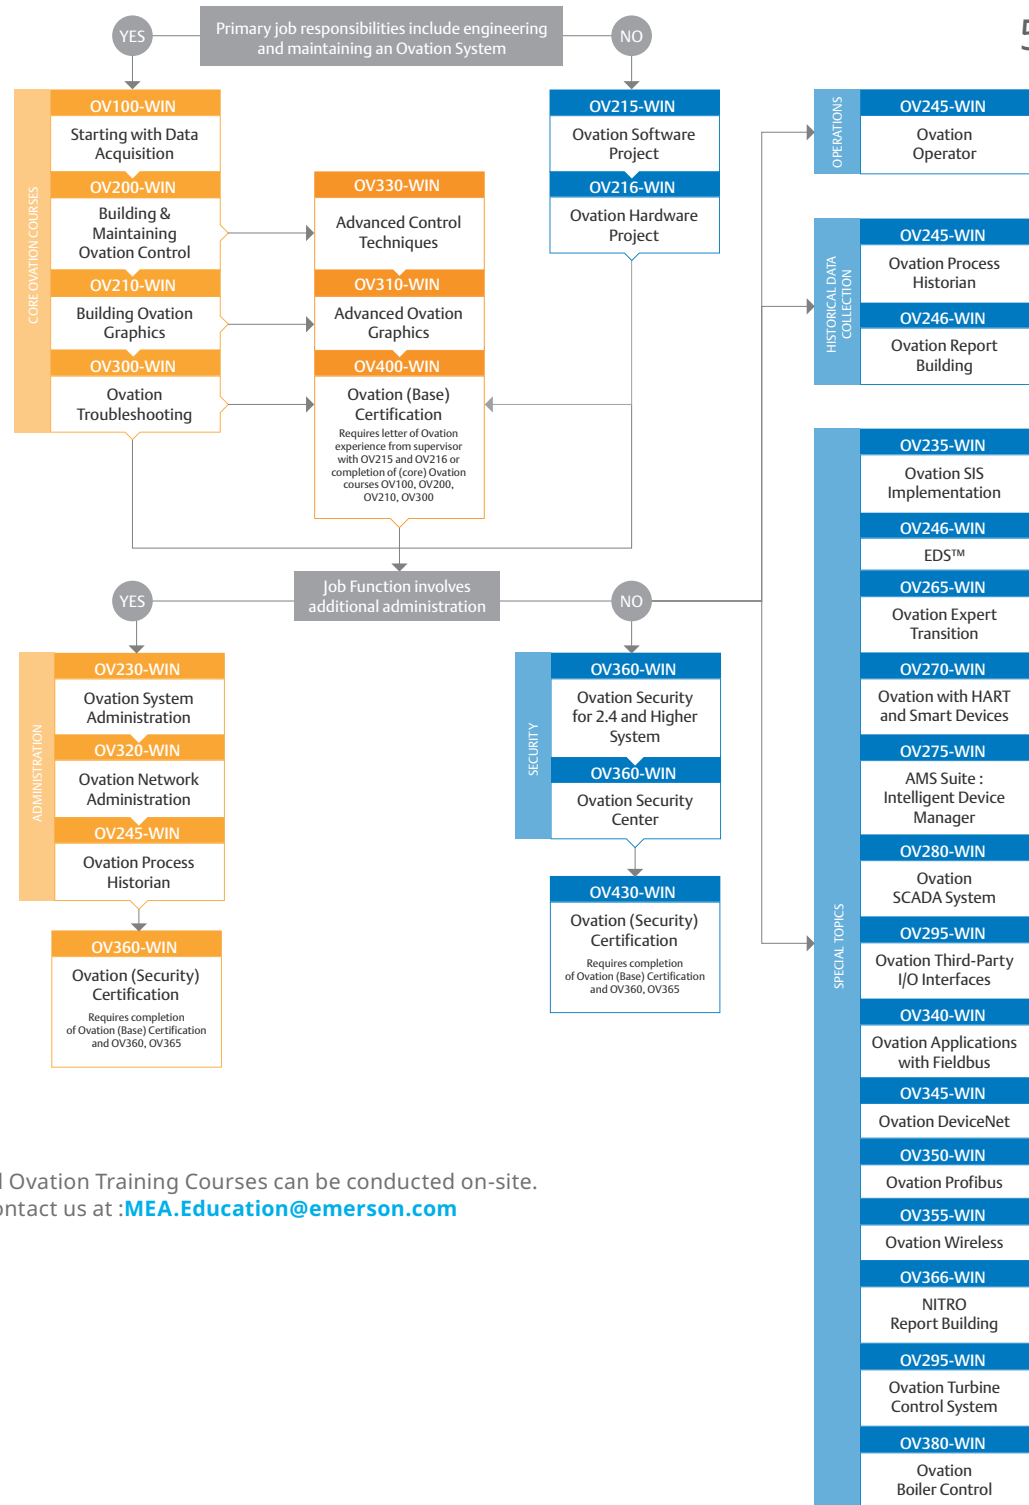 YES
Primary job responsibilities include engineering
and maintaining an Ovation System
NO
CORE OVATION COURSES
OV100-WIN
Starting with Data
Acquisition
OV200-WIN
Building &
Maintaining
Ovation Control
OV210-WIN
Building Ovation
Graphics
OV300-WIN
Ovation
Troubleshooting
OV330-WIN
Advanced Control
Techniques
OV310-WIN
Advanced Ovation
Graphics
OV400-WIN
Ovation (Base)
Certification
Requires letter of Ovation
experience from supervisor
with OV215 and OV216 or
completion of (core) Ovation
courses OV100, OV200,
OV210, OV300
OV215-WIN
Ovation Software
Project
OV216-WIN
Ovation Hardware
Project
YES
Job Function involves
additional administration
NO
ADMINISTRATION
OV230-WIN
Ovation System
Administration
OV320-WIN
Ovation Network
Administration
OV245-WIN
Ovation Process
Historian
OV360-WIN
Ovation (Security)
Certification
Requires completion
of Ovation (Base) Certification
and OV360, OV365
SECURITY
OV360-WIN
Ovation Security
for 2.4 and Higher
System
OV360-WIN
Ovation Security
Center
OV430-WIN
Ovation (Security)
Certification
Requires completion
of Ovation (Base) Certification
and OV360, OV365
OPERATIONS
OV245-WIN
Ovation
Operator
HISTORICAL DATA
COLLECTION
OV245-WIN
Ovation Process
Historian
OV246-WIN
Ovation Report
Building
SPECIAL TOPICS
OV235-WIN
Ovation SIS
Implementation
OV246-WIN
EDS™
OV265-WIN
Ovation Expert
Transition
OV270-WIN
Ovation with HART
and Smart Devices
OV275-WIN
AMS Suite :
Intelligent Device
Manager
OV280-WIN
Ovation
SCADA System
OV295-WIN
Ovation Third-Party
I/O Interfaces
OV340-WIN
Ovation Applications
with Fieldbus
OV345-WIN
Ovation DeviceNet
OV350-WIN
Ovation Profibus
OV355-WIN
Ovation Wireless
OV366-WIN
NITRO
Report Building
OV295-WIN
Ovation Turbine
Control System
OV380-WIN
Ovation
Boiler Control
l Ovation Training Courses can be conducted on-site.
ontact us at :MEA.Education@emerson.com